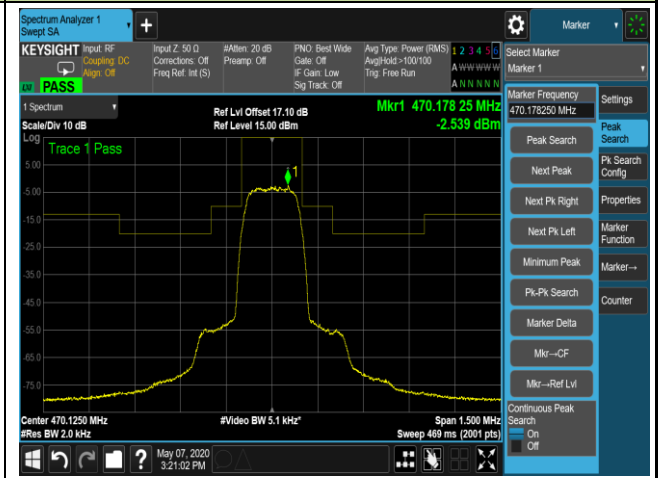 Spectrum Analyzer 1
Swept SA
+
Marker
KEYSIGHT
Input: RF
Coupling: DC
Align: Off
Input Z: 50 Ω
Corrections: Off
Freq Ref: Int (S)
#Atten: 20 dB
Preamp: Off
PNO: Best Wide
Gate: Off
IF Gain: Low
Sig Track: Off
Avg Type: Power (RMS)
Avg|Hold:>100/100
Trig: Free Run
1 2 3 4 5 6
A W W W W W
A N N N N N
LXI
PASS
1 Spectrum
Scale/Div 10 dB
Ref Lvl Offset 17.10 dB
Ref Level 15.00 dBm
Mkr1 470.178 25 MHz
-2.539 dBm
Log
Trace 1 Pass
1
5.00
-5.00
-15.0
-25.0
-35.0
-45.0
-55.0
-65.0
-75.0
Center 470.1250 MHz
#Video BW 5.1 kHz*
Span 1.500 MHz
#Res BW 2.0 kHz
Sweep 469 ms (2001 pts)
Select Marker
Marker 1
Marker Frequency
470.178250 MHz
Peak Search
Next Peak
Next Pk Right
Next Pk Left
Minimum Peak
Pk-Pk Search
Marker Delta
Mkr→CF
Mkr→Ref Lvl
Continuous Peak
Search
On
Off
Settings
Peak
Search
Pk Search
Config
Properties
Marker
Function
Marker→
Counter
?
May 07, 2020
3:21:02 PM